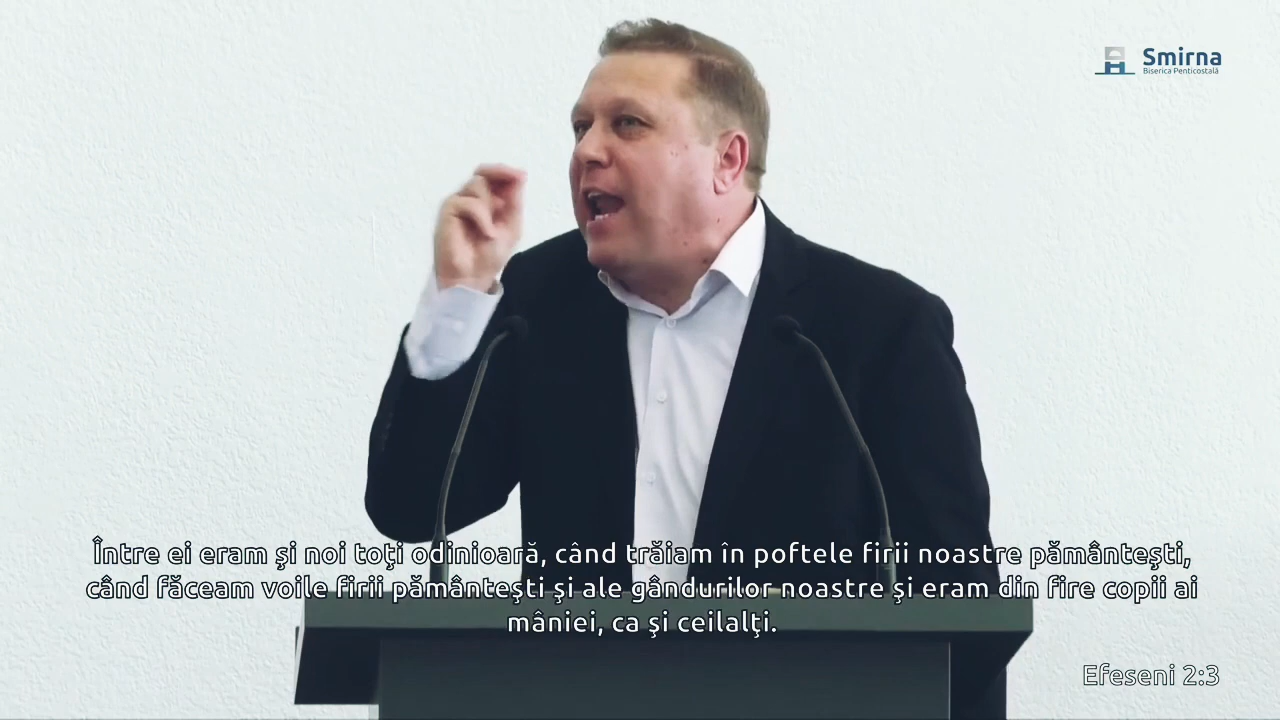 Smirna
Biserica Penticostală
Între ei eram şi noi toţi odinioară, când trăiam în poftele firii noastre pământeşti,
când făceam voile firii pământeşti şi ale gândurilor noastre şi eram din fire copii ai
mâniei, ca şi ceilalţi.
Efeseni 2:3